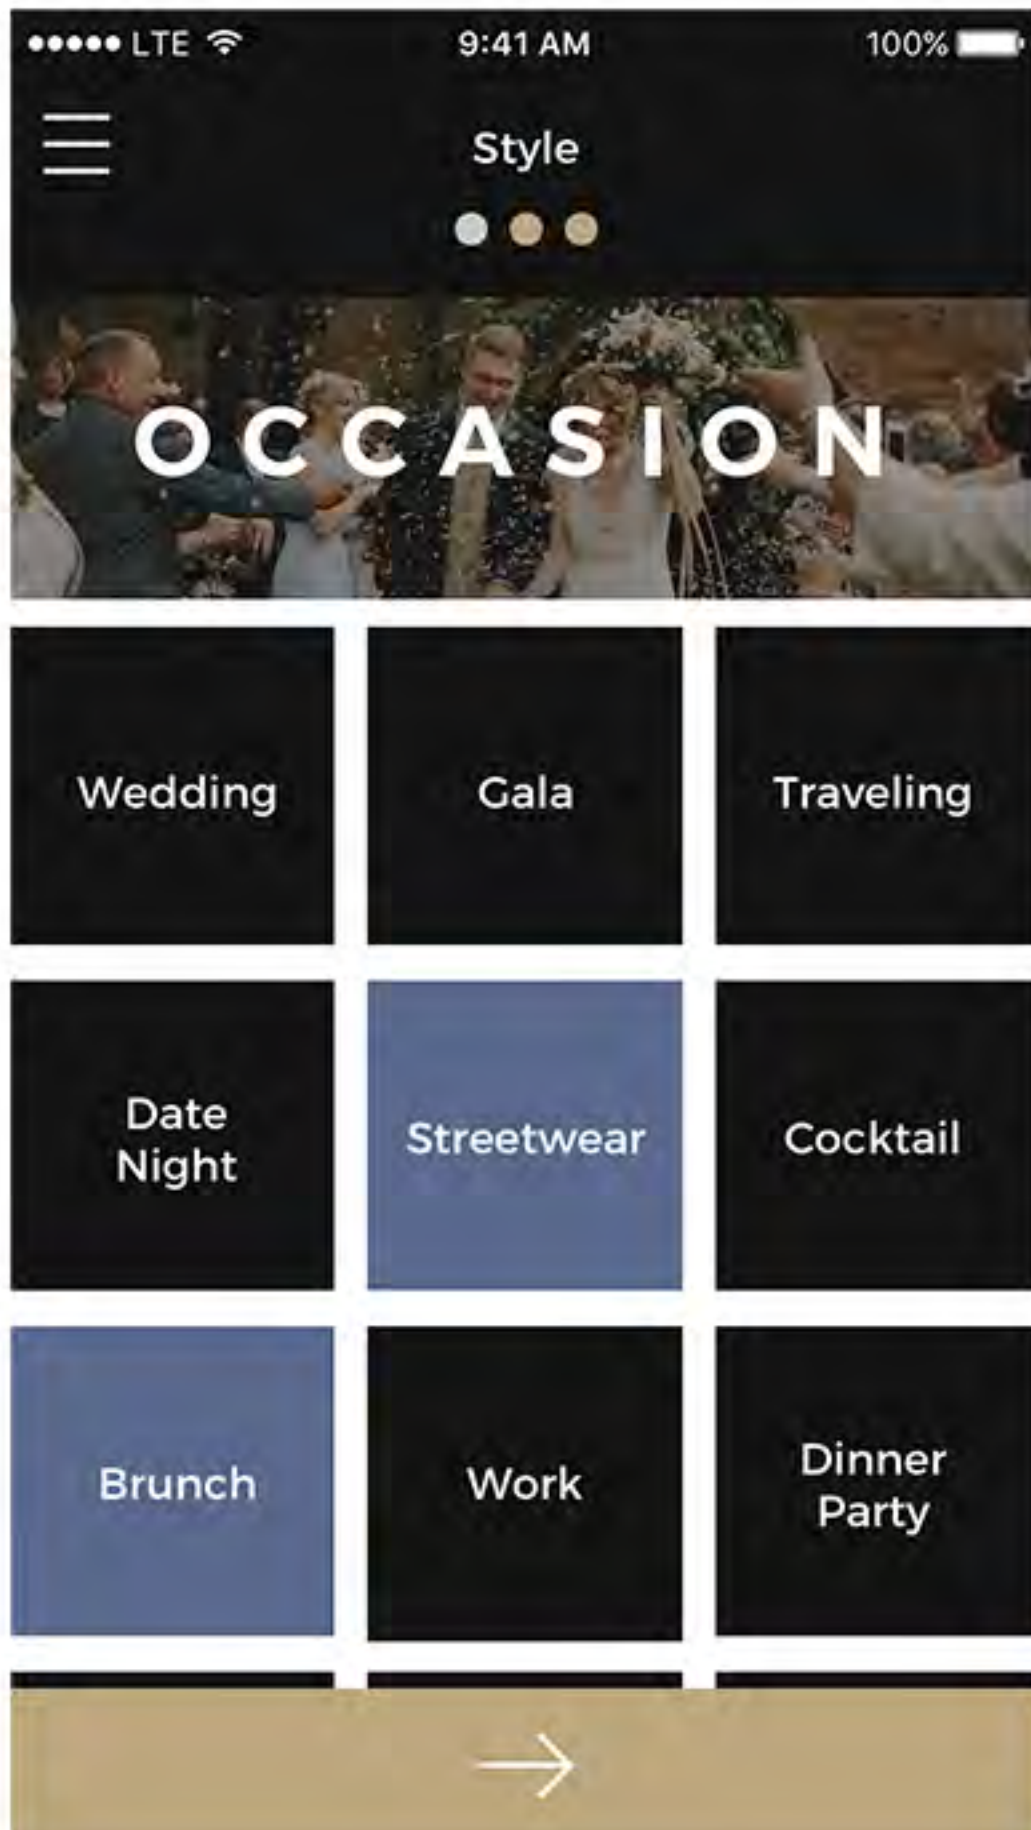 LTE 9:41 AM 100%
Style
OCCASION
Wedding Gala Traveling
Date
Night
Streetwear
Cocktail
Brunch
Work
Dinner
Party